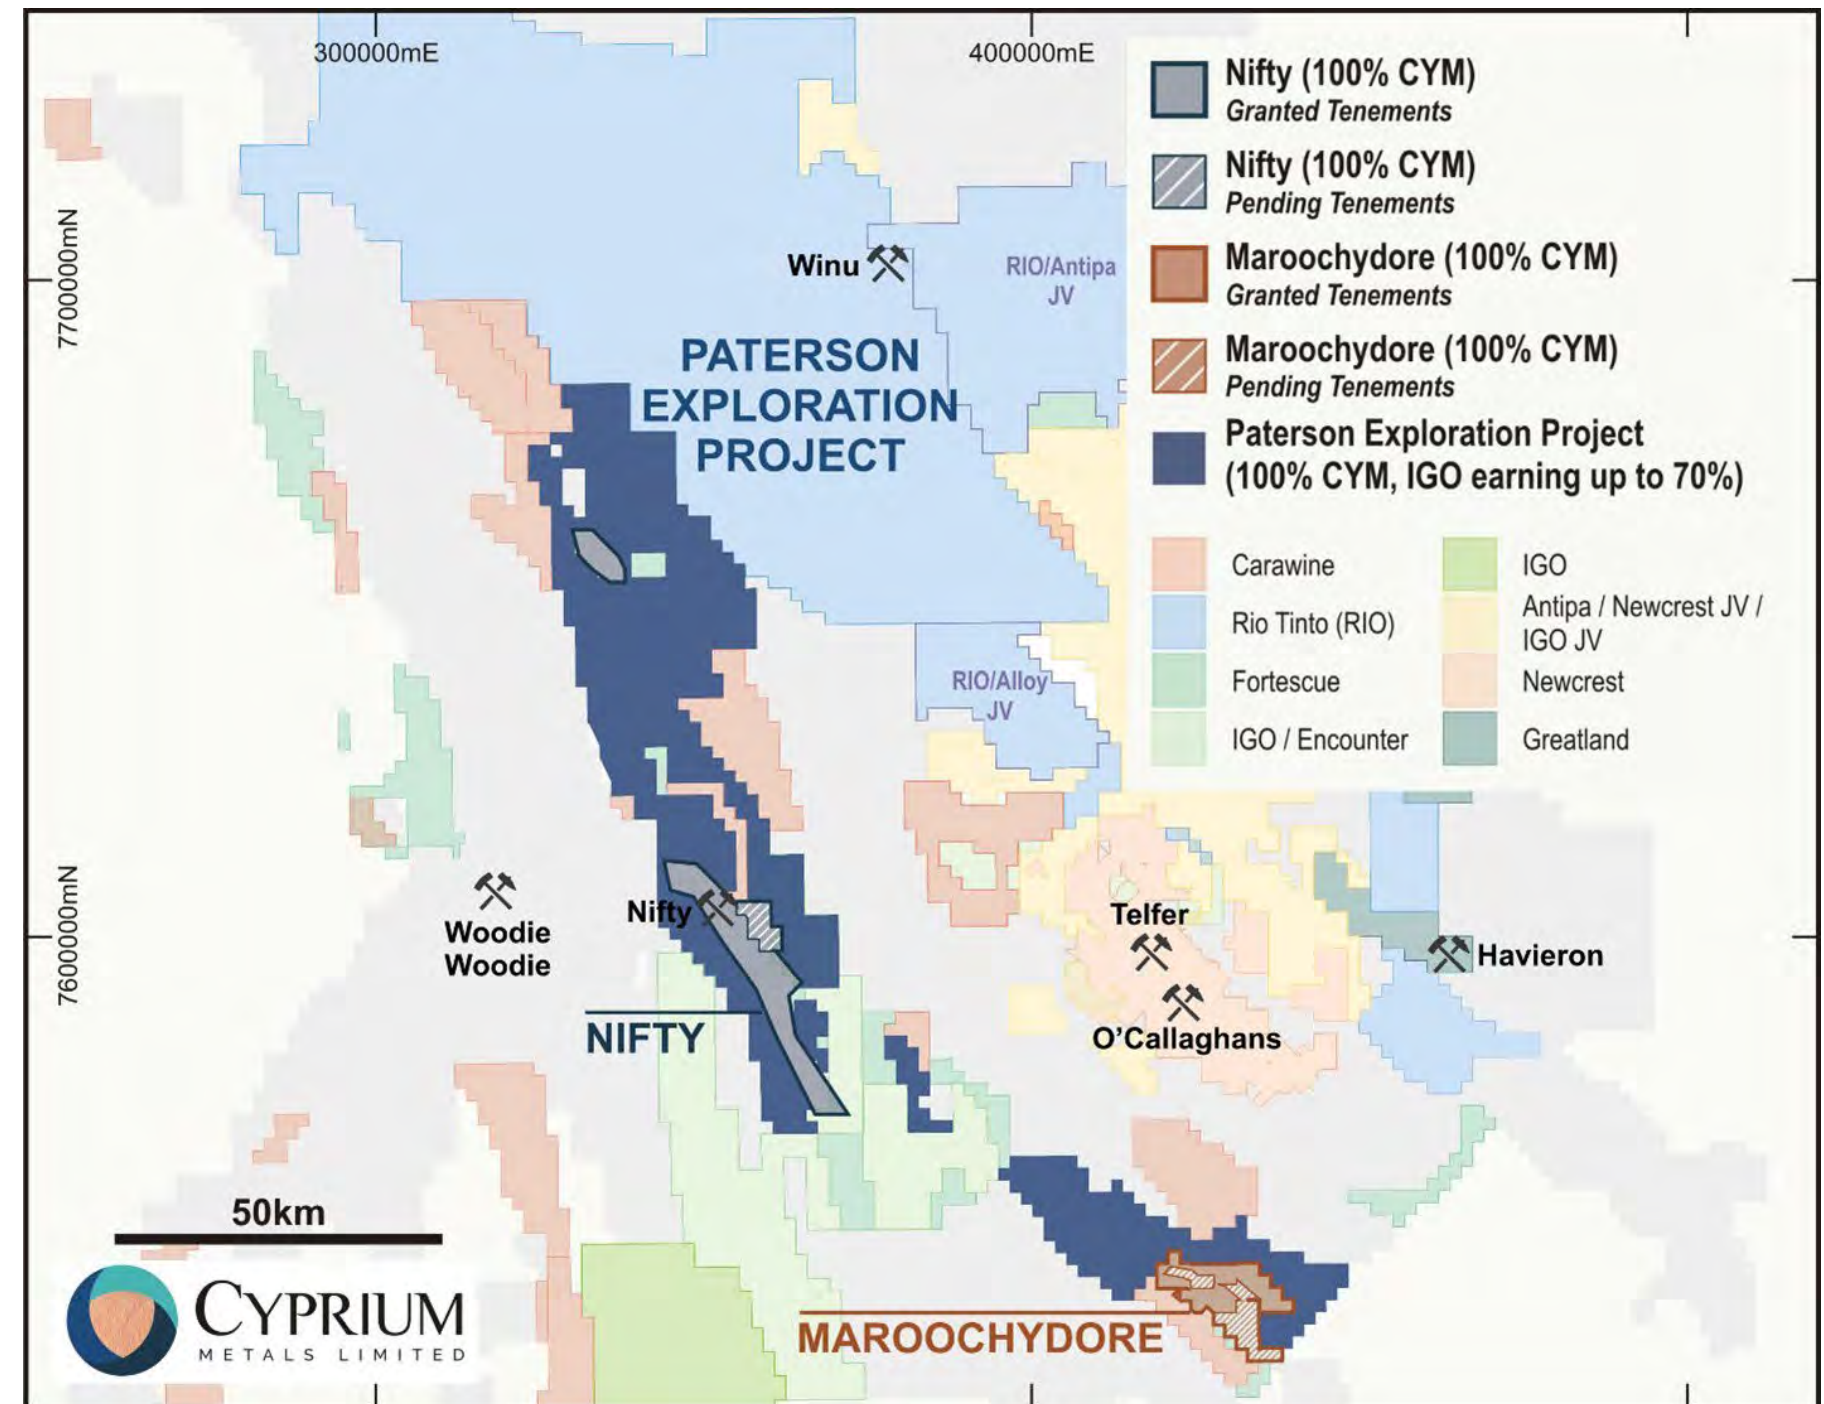 300000mE
400000mE
7700000mN
7600000mN
Nifty (100% CYM)
Granted Tenements
Nifty (100% CYM)
Pending Tenements
Maroochydore (100% CYM)
Granted Tenements
Maroochydore (100% CYM)
Pending Tenements
Paterson Exploration Project
(100% CYM, IGO earning up to 70%)
Carawine
Rio Tinto (RIO)
Fortescue
IGO / Encounter
IGO
Antipa / Newcrest JV /
IGO JV
Newcrest
Greatland
Winu
RIO/Antipa
JV
PATERSON
EXPLORATION
PROJECT
RIO/Alloy
JV
Woodie
Woodie
Nifty
Telfer
Havieron
O'Callaghans
NIFTY
MAROOCHYDORE
50km
CYPRIUM
METALS LIMITED